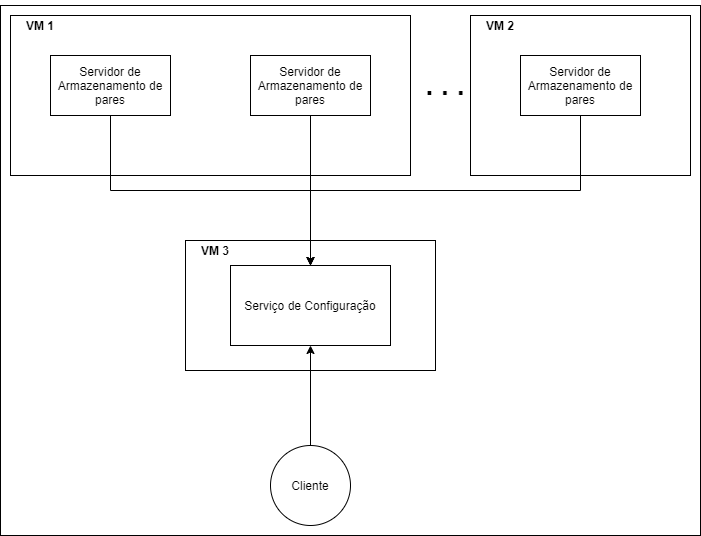 VM 1
Servidor de
Armazenamento de
pares
Servidor de
Armazenamento de
pares
. . .
VM 2
Servidor de
Armazenamento de
pares
VM 3
Serviço de Configuração
Cliente